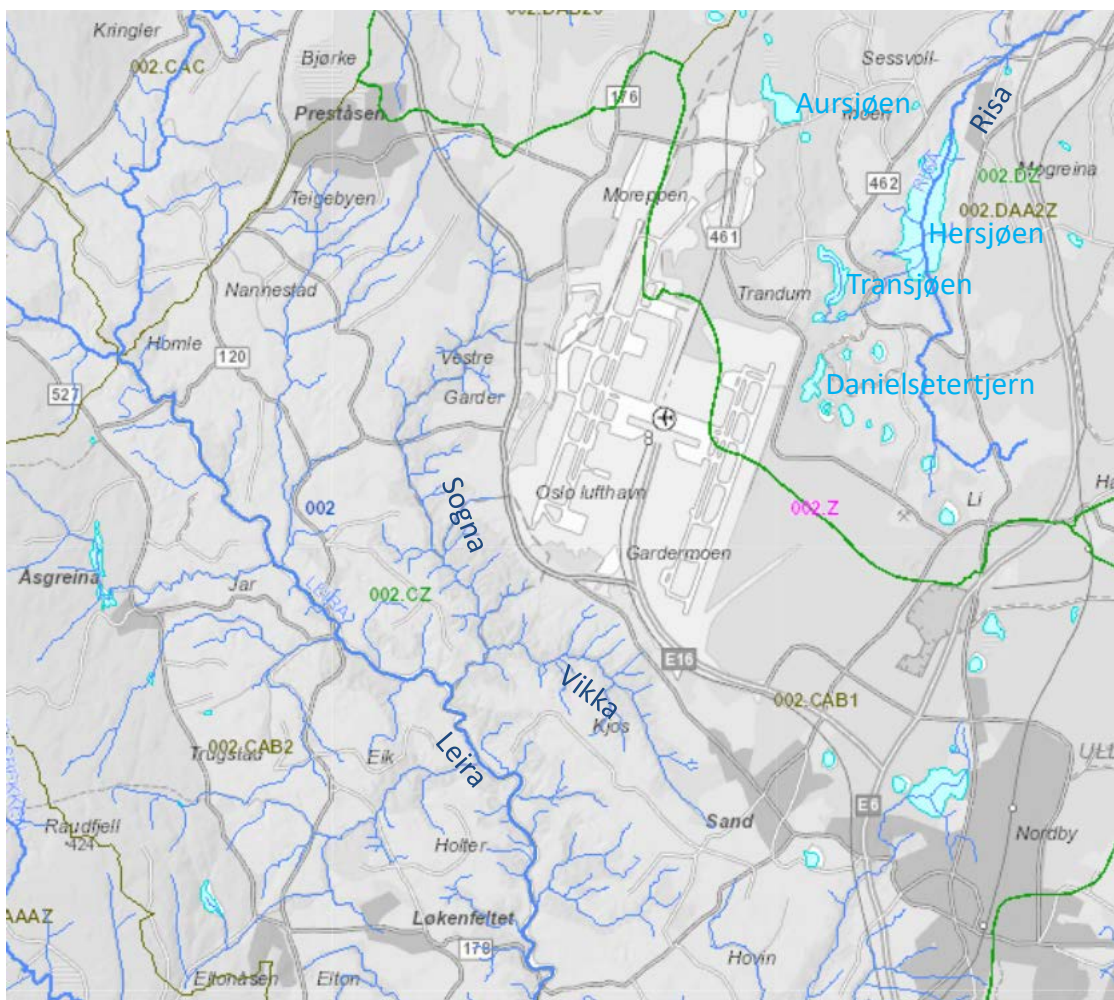 Kringler
002.CAC
Bjørke
Sessvoll-
moen
176
Aursjøen
Risa
Preståsen
Teigebyen
Moreppen
462
RISA
Mogreina
002.DZ
002.DAA2Z
461
Hersjøen
Transjøen
Nannestad
Trandum
Homle
120
Vestre
Garder
527
Danielsetertjern
Sogna
Oslo lufthavn
002.Z
Li
002
Gardermoen
Åsgreina
Jar
002.CZ
E16
Vikka
Kjos
002.CAB1
002.CAB2
Trugstad
Eik
Leira
E6
Sand
Raudfjell
424
Holter
Nordby
AAAZ
Løkenfeltet
178
Hovin
Eltonåsen
Elton